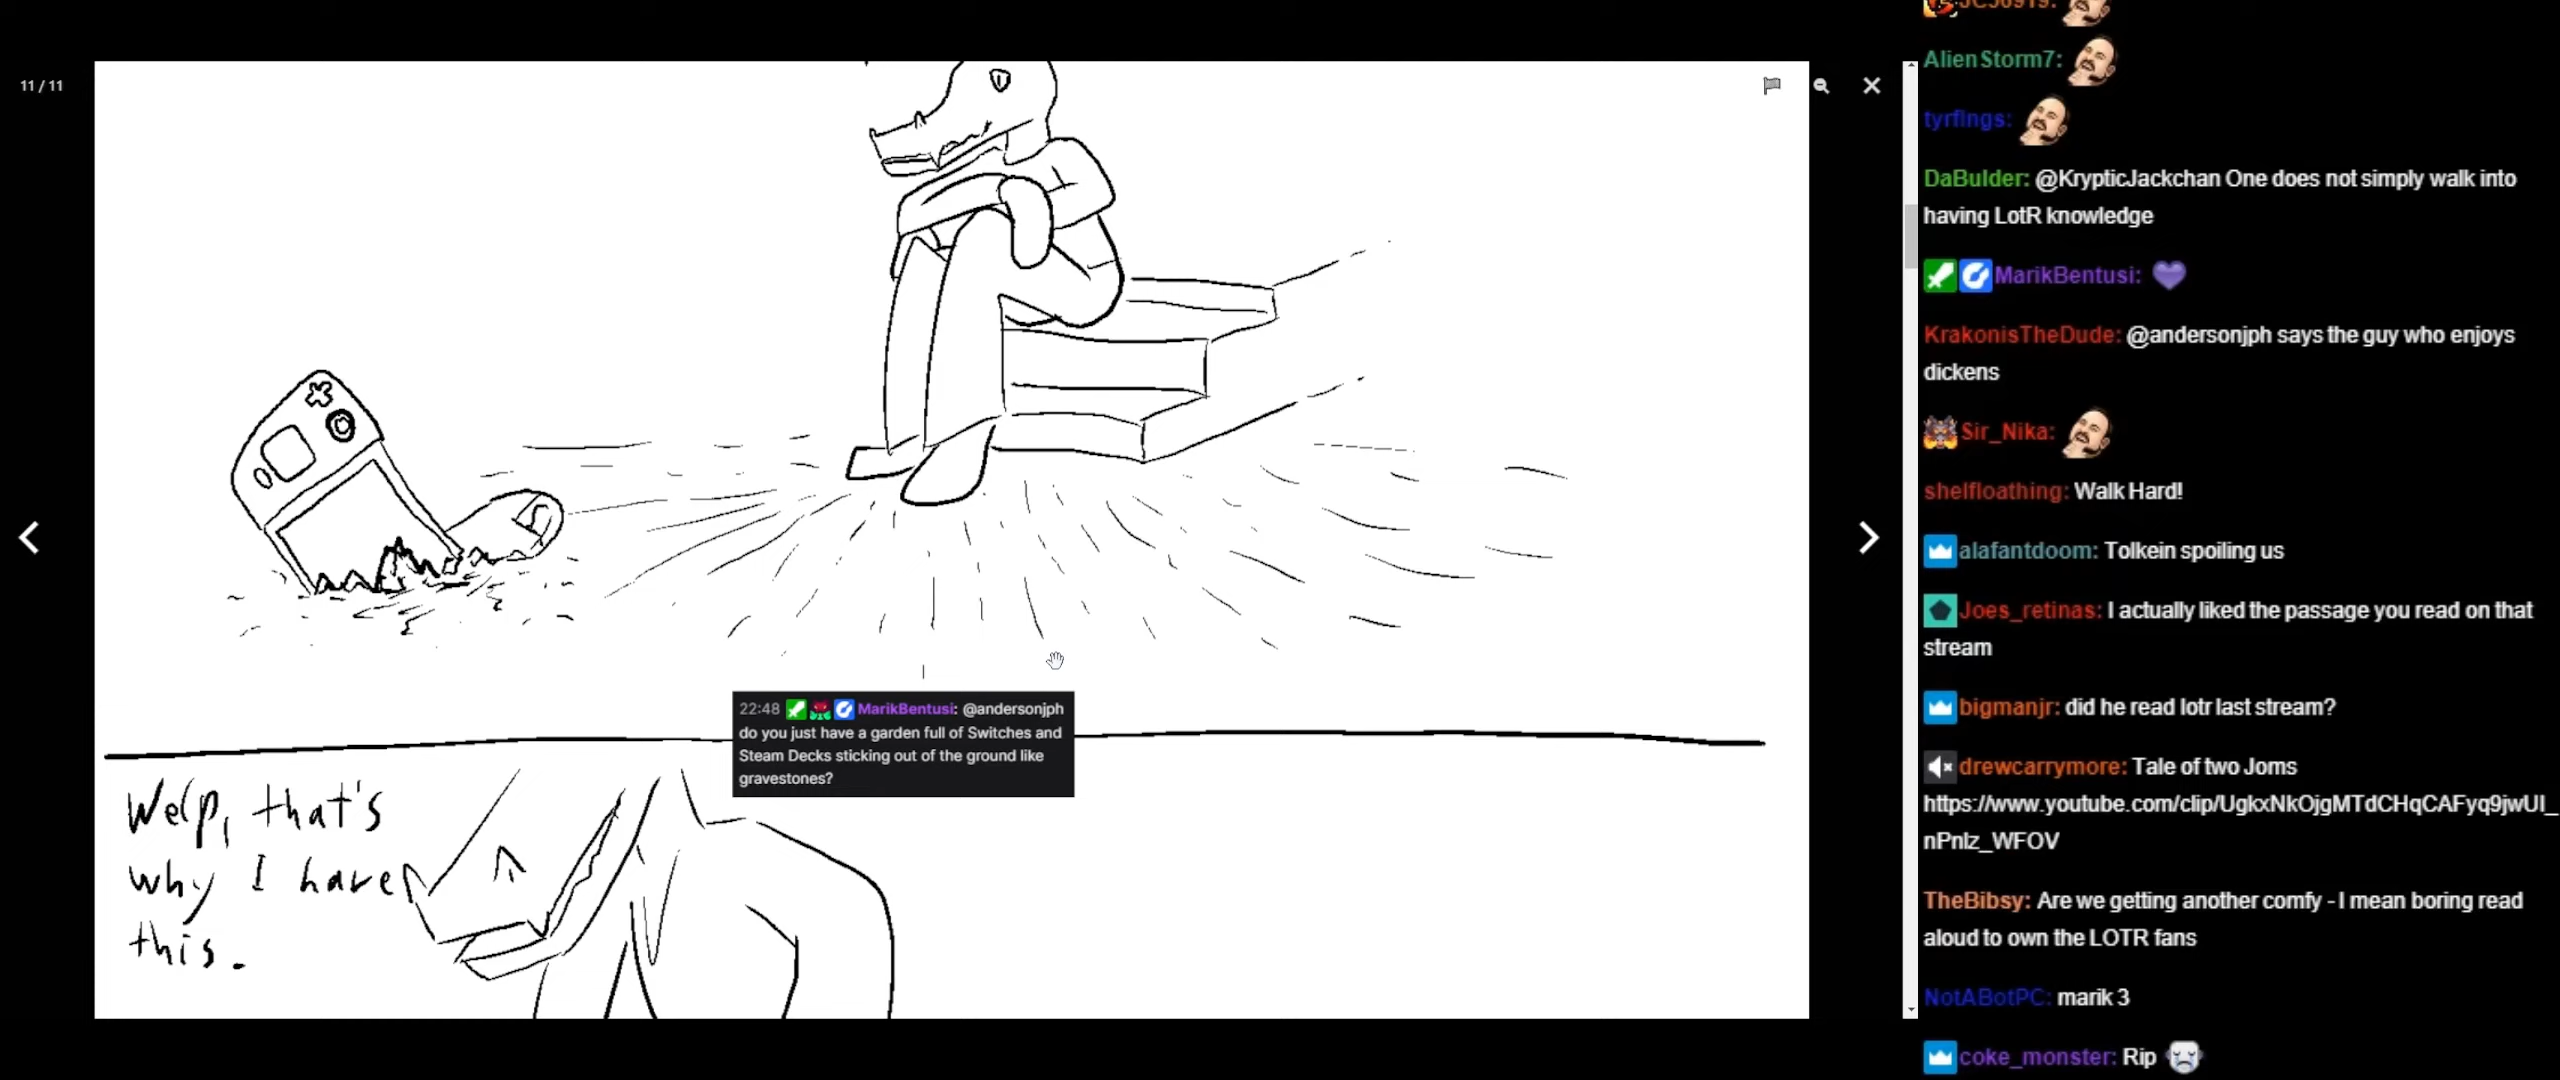 11 / 11
22:48 MarikBentusi: @andersonjph
do you just have a garden full of Switches and
Steam Decks sticking out of the ground like
gravestones?
Welp, that's
why I have
this.
AlienStorm7:
tyrfIngs:
DaBulder: @KrypticJackchan One does not simply walk into
having LotR knowledge
MarikBentusi:
KrakonisTheDude: @andersonjph says the guy who enjoys
dickens
Sir_Nika:
shelfloathing: Walk Hard!
alafantdoom: Tolkein spoiling us
Joes_retinas: I actually liked the passage you read on that
stream
bigmanjr: did he read lotr last stream?
drewcarrymore: Tale of two Joms
https://www.youtube.com/clip/UgkxNkOjgMTdCHqCAFyq9jwUI_
nPnlz_WFOV
TheBibsy: Are we getting another comfy - I mean boring read
aloud to own the LOTR fans
NotABotPC: marik 3
coke_monster: Rip